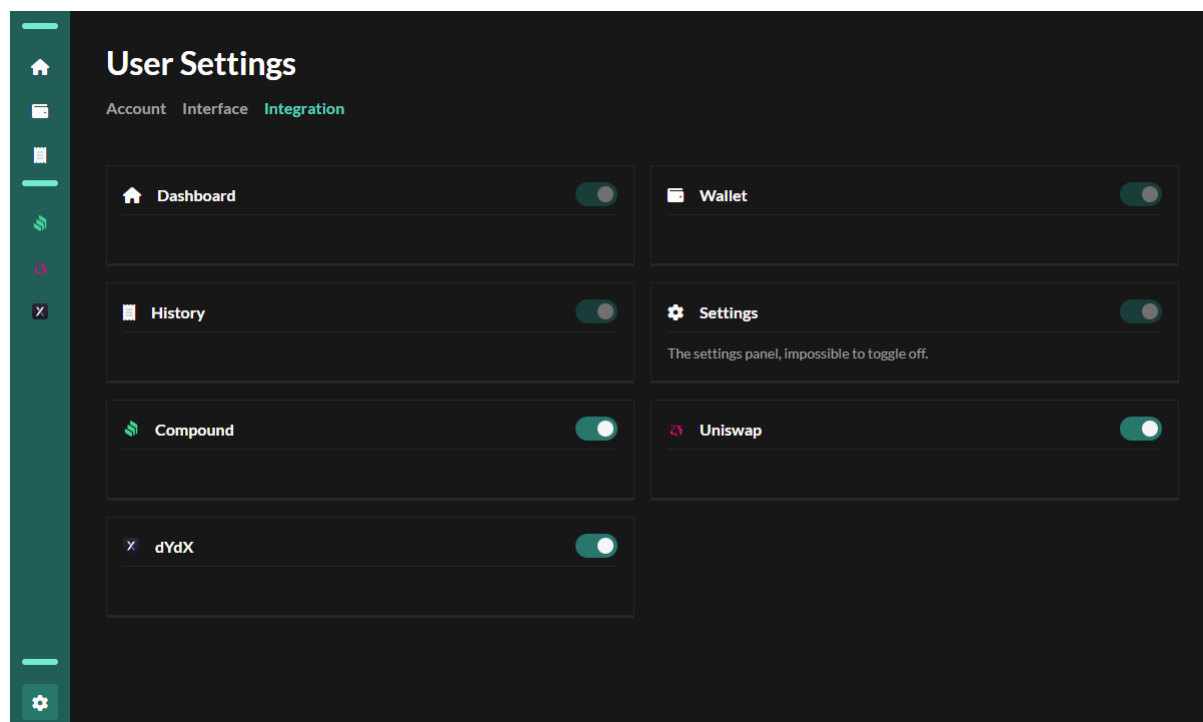 User Settings
Account Interface Integration
Dashboard
Wallet
History
Settings
The settings panel, impossible to toggle off.
Compound
Uniswap
dYdX